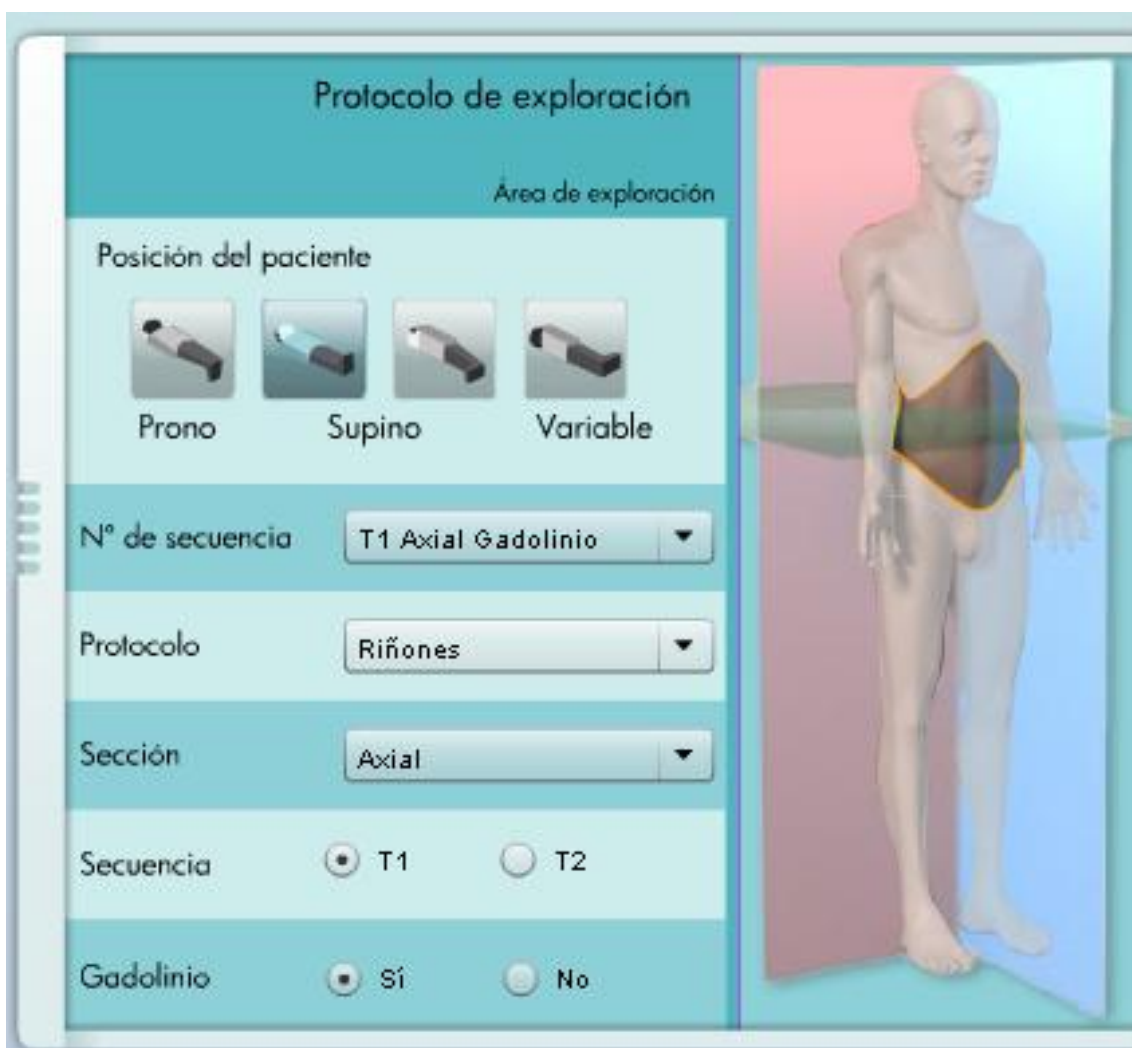 Protocolo de exploración
Área de exploración
Posición del paciente
Prono Supino Variable
Nº de secuencia T1 Axial Gadolinio
Protocolo Riñones
Sección Axial
Secuencia T1 T2
Gadolinio Sí No